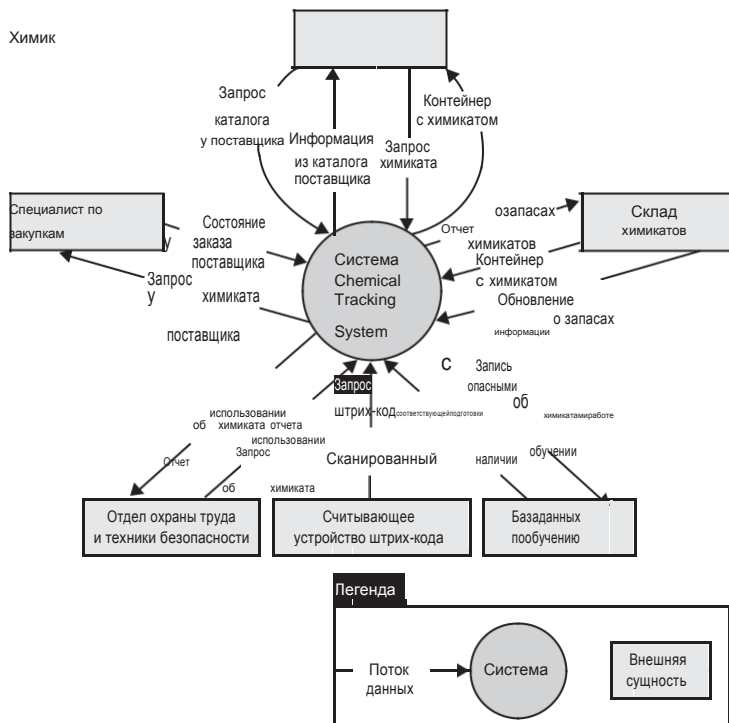 Химик
Запрос
каталога
у поставщика
Информация
из каталога
поставщика
Запрос
химиката
Контейнер
с химикатом
Специалист по
закупкам
Состояние
у заказа
поставщика
Запрос
у химиката
поставщика
Система
Chemical
Tracking
System
Отчет
озапасах
химикатов
Контейнер
с химикатом
Склад
химикатов
Обновление
о запасах
информации
Запрос
штрих-код
соответствующейподготовки
с Запись
опасными
об
химикатамиработе
использовании
об химиката отчета
использовании
Отчет
Запрос
об химиката
Сканированный
наличии
обучении
Отдел охраны труда
и техники безопасности
Считывающее
устройство штрих-кода
Базаданных
пообучению
Легенда
Поток
данных
Система
Внешняя
сущность